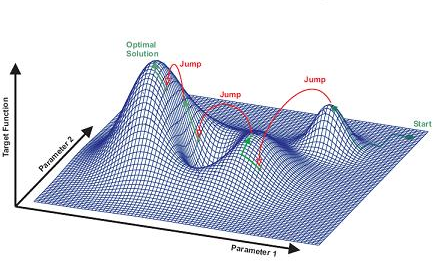 Optimal
Solution
Jump
Jump
Jump
Start
Target Function
Parameter 2
Parameter 1